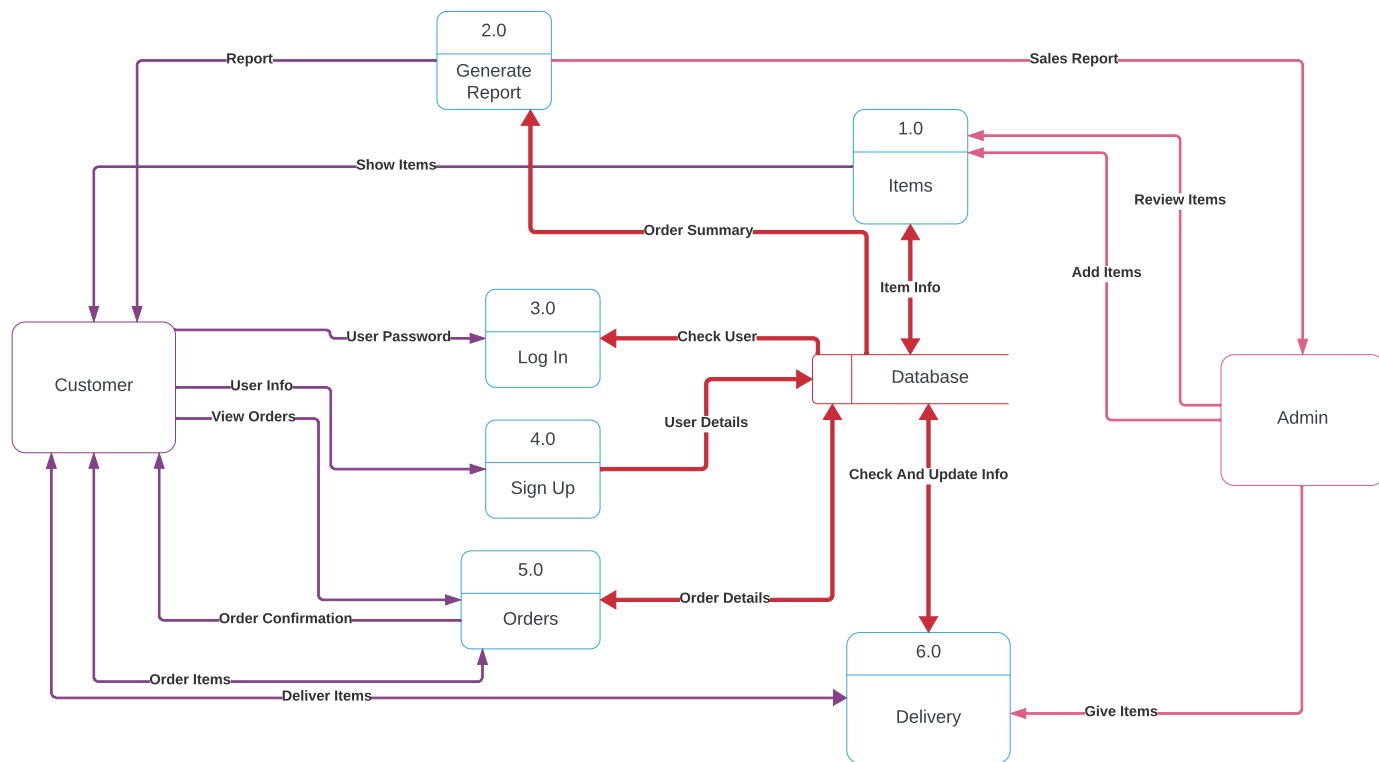 2.0
Generate
Report
Report
Sales Report
1.0
Items
Show Items
Review Items
Order Summary
Add Items
Item Info
3.0
Log In
User Password
Check User
Database
Customer
User Info
View Orders
User Details
Admin
4.0
Sign Up
Check And Update Info
5.0
Orders
Order Details
Order Confirmation
6.0
Delivery
Order Items
Deliver Items
Give Items